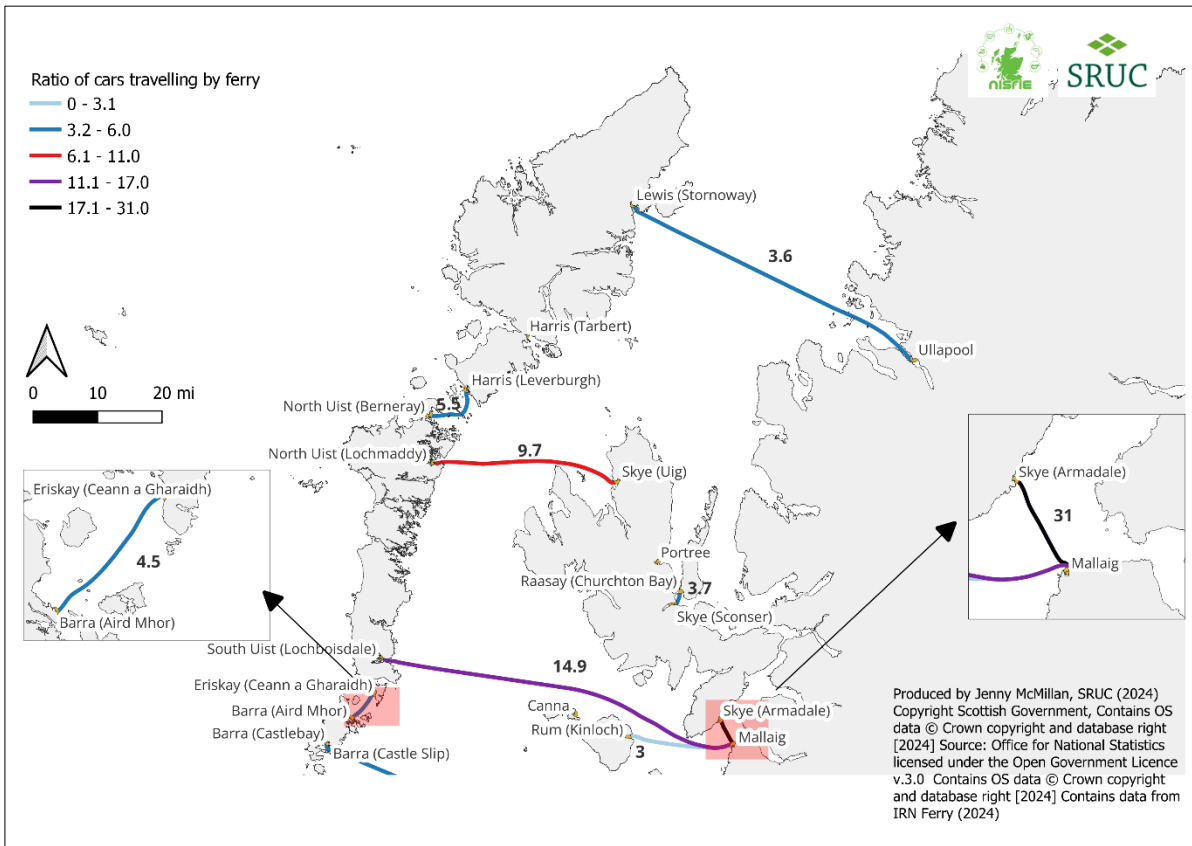 Ratio of cars travelling by ferry
0 - 3.1
3.2 - 6.0
6.1 - 11.0
11.1 - 17.0
17.1 - 31.0
nISRIE
SRUC
Lewis (Stornoway)
3.6
Ullapool
Harris (Tarbert)
Harris (Leverburgh)
5.5
North Uist (Berneray)
0 10 20 mi
North Uist (Lochmaddy)
9.7
Skye (Uig)
Eriskay (Ceann a Gharaidh)
4.5
Barra (Aird Mhor)
Skye (Armadale)
31
Mallaig
Portree
Raasay (Churchton Bay)
3.7
Skye (Sconser)
South Uist (Lochboisdale)
14.9
Eriskay (Ceann a Gharaidh)
Barra (Aird Mhor)
Barra (Castlebay)
Barra (Castle Slip)
Canna
Rum (Kinloch)
3
Skye (Armadale)
Mallaig
Produced by Jenny McMillan, SRUC (2024)
Copyright Scottish Government, Contains OS
data © Crown copyright and database right
[2024] Source: Office for National Statistics
licensed under the Open Government Licence
v.3.0 Contains OS data © Crown copyright
and database right [2024] Contains data from
IRN Ferry (2024)